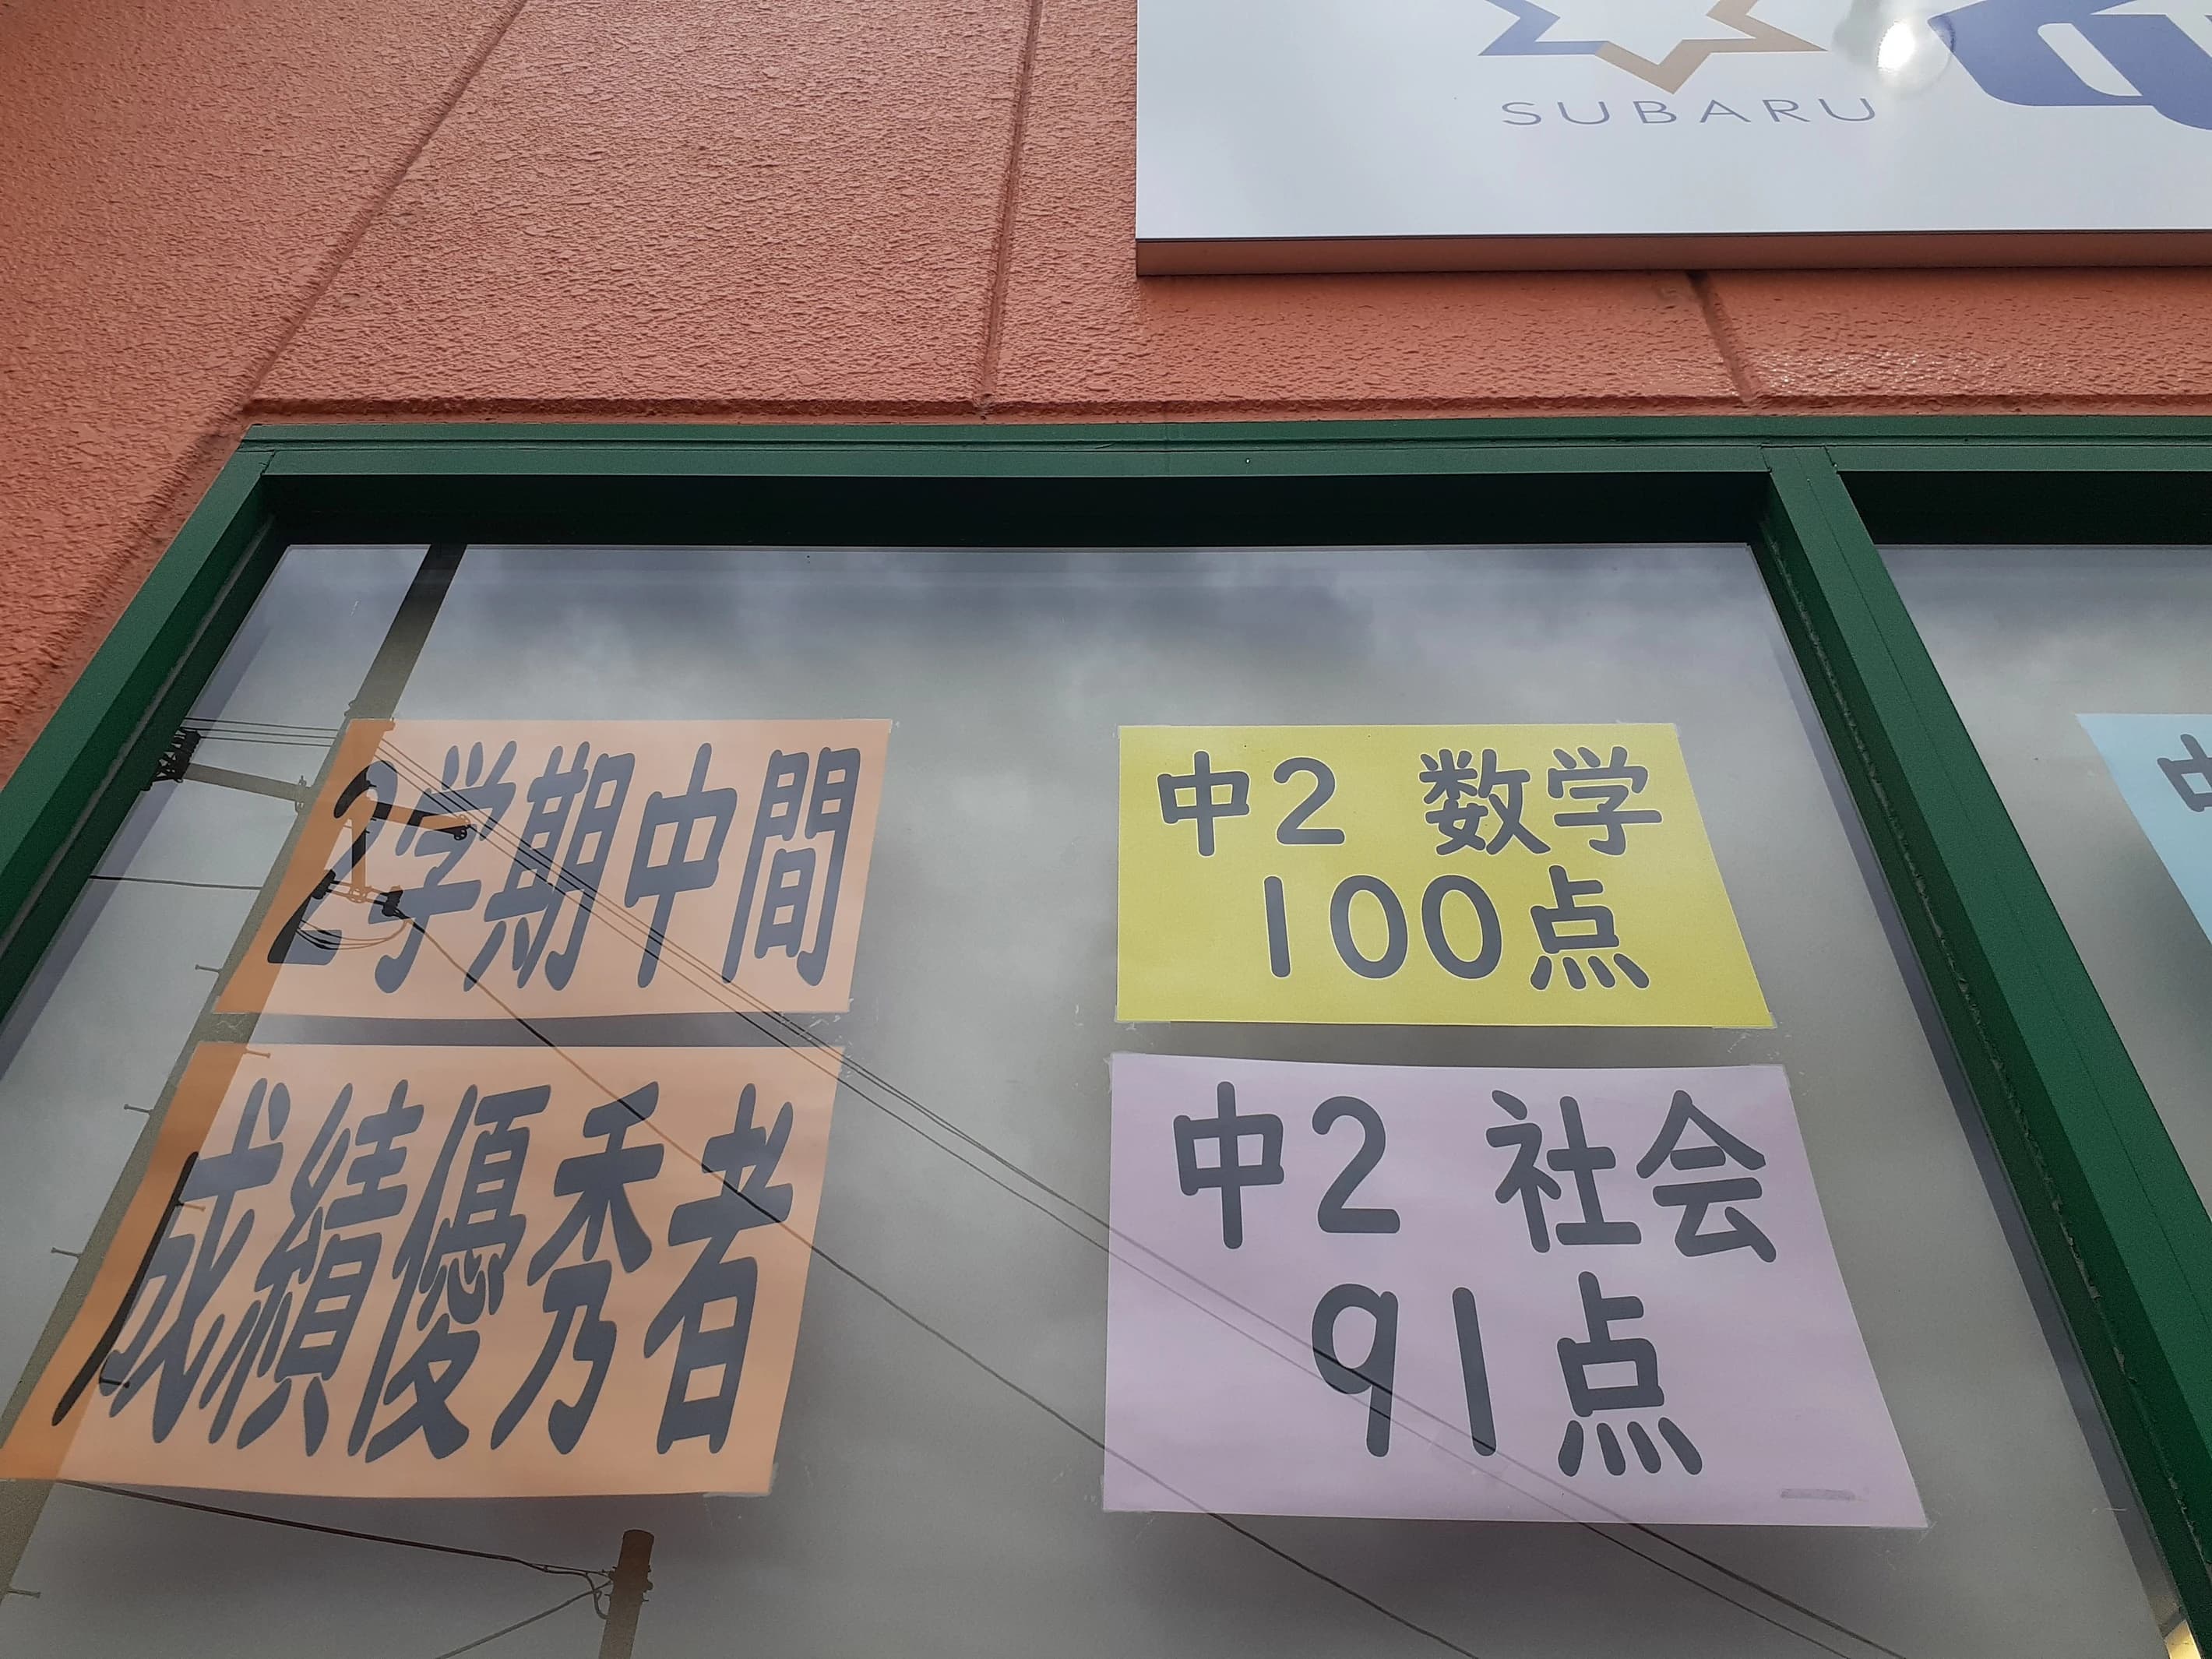 SUBARU
2学期中間
成績優秀者
中2 数学
100点
中2 社会
91点
中